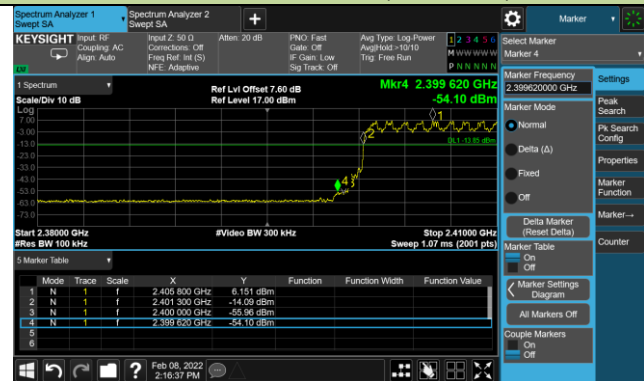 Spectrum Analyzer 1
Swept SA
Spectrum Analyzer 2
Swept SA
+
Marker
KEYSIGHT
Input: RF
Coupling: AC
Align: Auto
Input Z: 50 Ω
Corrections: Off
Freq Ref: Int (S)
NFE: Adaptive
Atten: 20 dB
PNO: Fast
Gate: Off
IF Gain: Low
Sig Track: Off
Avg Type: Log-Power
Avg|Hold:>10/10
Trig: Free Run
1 2 3 4 5 6
M W W W W W
P N N N N N
Select Marker
Marker 4
1 Spectrum
Scale/Div 10 dB
Log
Ref Lvl Offset 7.60 dB
Ref Level 17.00 dBm
Mkr4 2.399 620 GHz
-54.10 dBm
7.00
-3.00
-13.0
-23.0
-33.0
-43.0
-53.0
-63.0
-73.0
1
2
4
DL1 -13.85 dBm
Start 2.38000 GHz
#Res BW 100 kHz
#Video BW 300 kHz
Stop 2.41000 GHz
Sweep 1.07 ms (2001 pts)
5 Marker Table
Mode Trace Scale X Y Function Function Width Function Value
1 N 1 f 2.405 800 GHz 6.151 dBm
2 N 1 f 2.401 300 GHz -14.09 dBm
3 N 1 f 2.400 000 GHz -55.96 dBm
4 N 1 f 2.399 620 GHz -54.10 dBm
5
6
Feb 08, 2022
2:16:37 PM
?
Marker Frequency
2.399620000 GHz
Marker Mode
Normal
Delta (Δ)
Fixed
Off
Delta Marker
(Reset Delta)
Marker Table
On
Off
Marker Settings
Diagram
All Markers Off
Couple Markers
On
Off
Settings
Peak
Search
Pk Search
Config
Properties
Marker
Function
Marker→
Counter